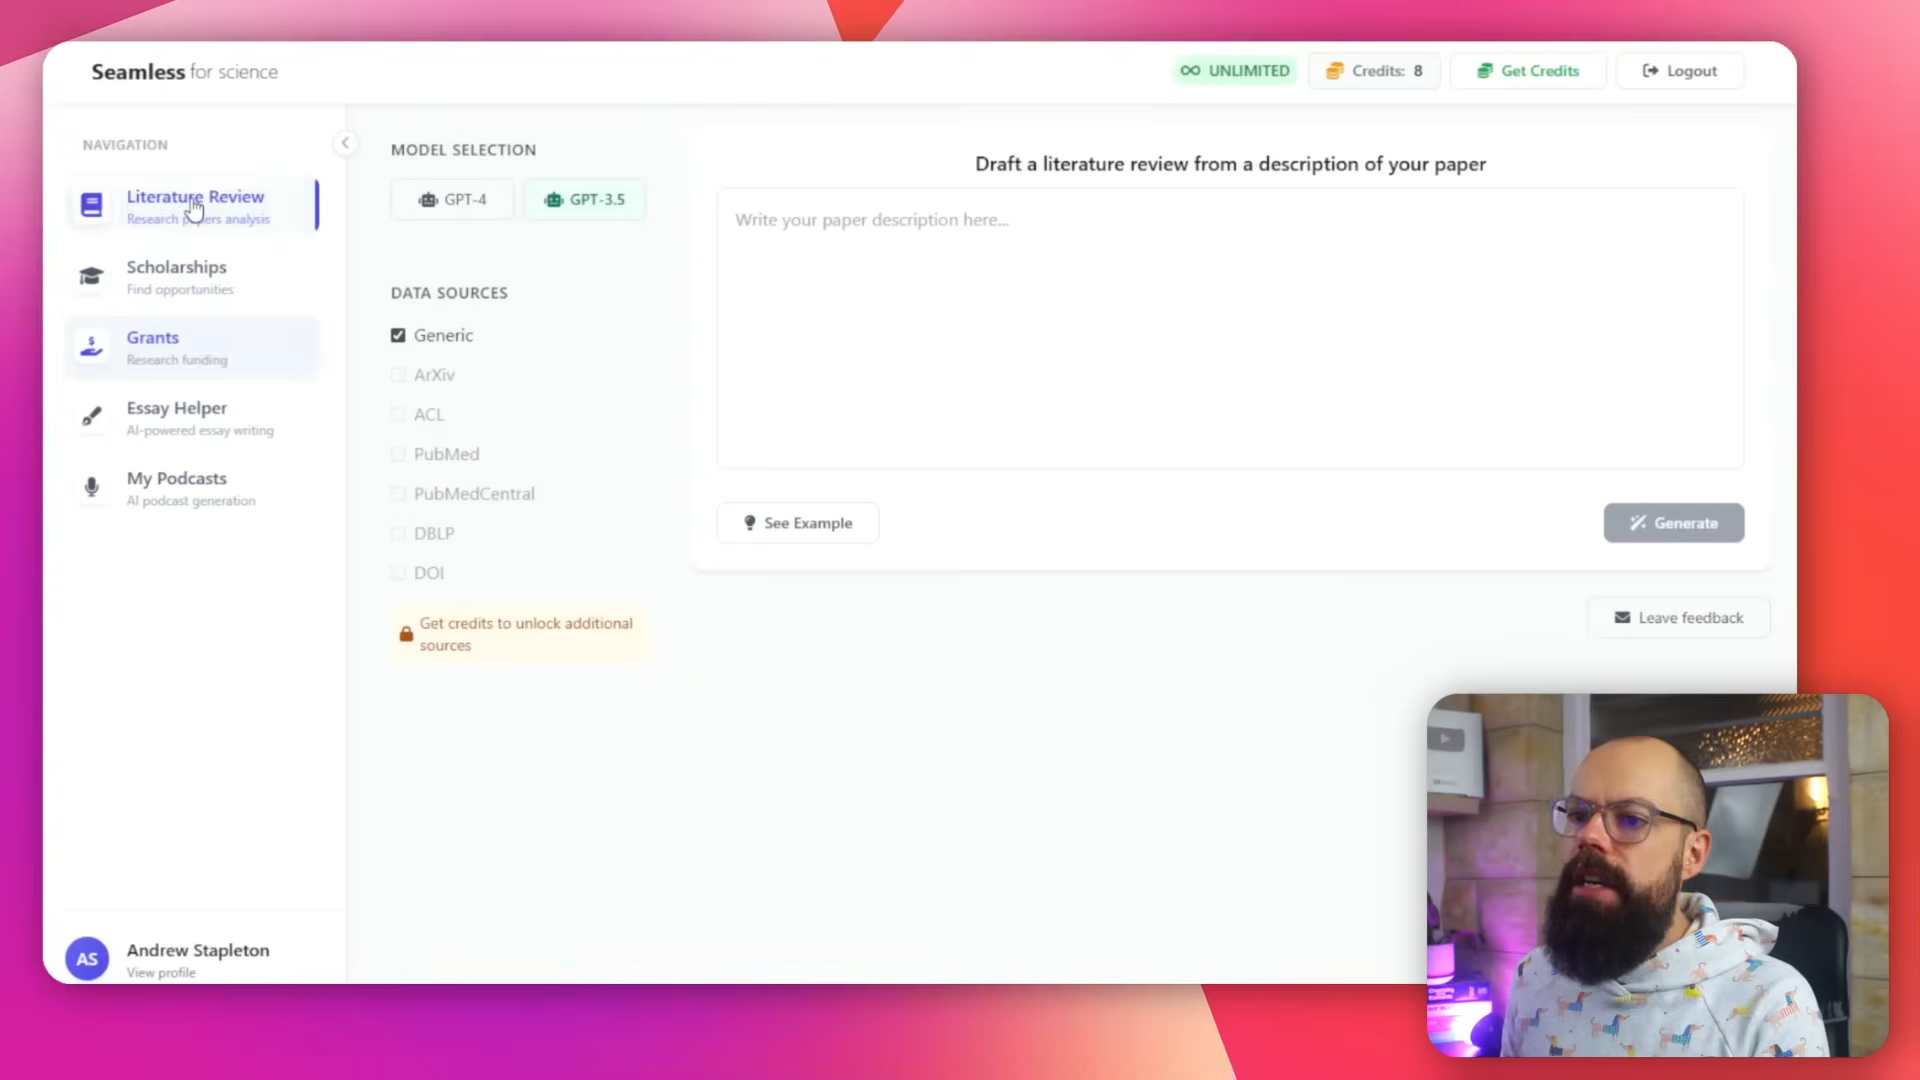 Seamless for science
UNLIMITED
Credits: 8
Get Credits
Logout
NAVIGATION
Literature Review
Research papers analysis
Scholarships
Find opportunities
Grants
Research funding
Essay Helper
AI-powered essay writing
My Podcasts
AI podcast generation
Andrew Stapleton
AS
View profile
MODEL SELECTION
GPT-4
GPT-3.5
DATA SOURCES
Generic
ArXiv
ACL
PubMed
PubMedCentral
DBLP
DOI
Get credits to unlock additional
sources
Draft a literature review from a description of your paper
Write your paper description here...
See Example
Generate
Leave feedback